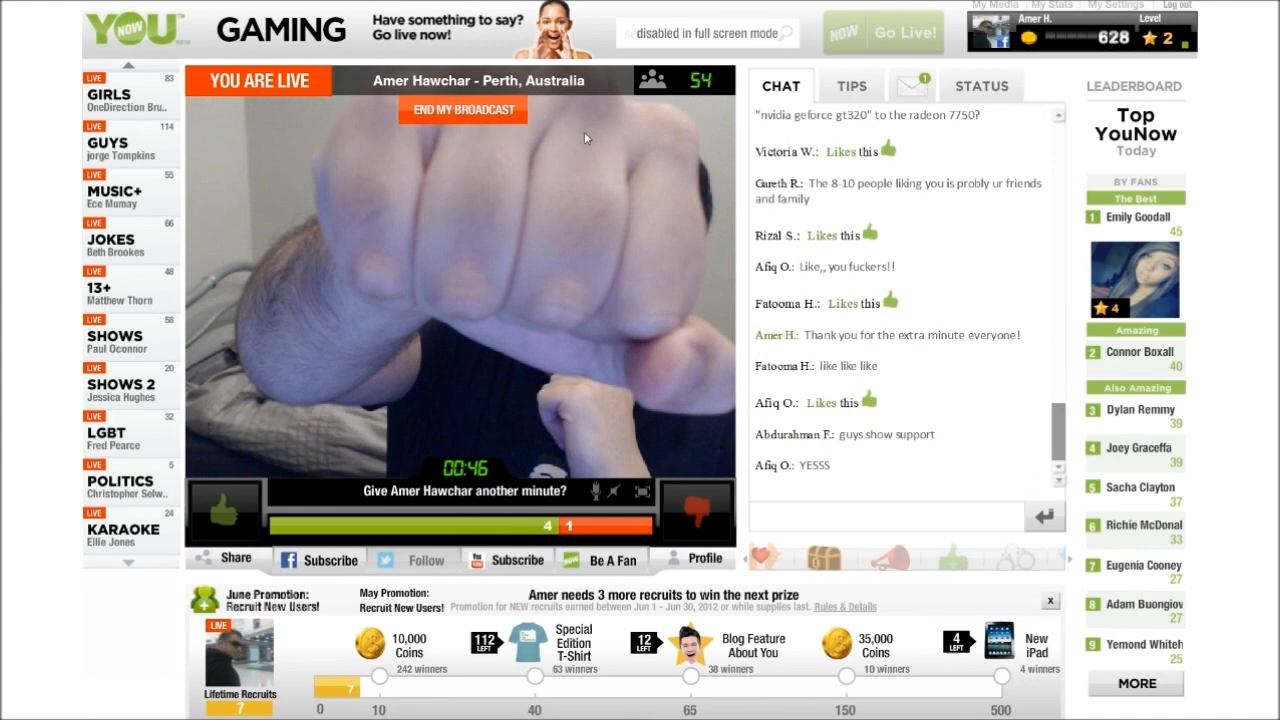 YOU NOW
GAMING
Have something to say?
Go live now!
disabled in full screen mode
NOW Go Live!
My Media | My Stats | My Settings | Log out
Amer H.
Level
628
2
LIVE 83
GIRLS
OneDirection Bru..
LIVE 114
GUYS
jorge Tompkins
LIVE 55
MUSIC+
Ece Mumay
LIVE 66
JOKES
Beth Brookes
LIVE 48
13+
Matthew Thorn
LIVE 58
SHOWS
Paul Oconnor
LIVE 20
SHOWS 2
Jessica Hughes
LIVE 32
LGBT
Fred Pearce
LIVE 5
POLITICS
Christopher Selw..
LIVE 24
KARAOKE
Ellie Jones
YOU ARE LIVE
Amer Hawchar - Perth, Australia
54
END MY BROADCAST
00:46
Give Amer Hawchar another minute?
4 1
Share
Subscribe
Follow
You Tube
Subscribe
NOW
Be A Fan
Profile
CHAT
TIPS
1
STATUS
"nvidia geforce gt320" to the radeon 7750?
Victoria W.: Likes this
Gareth R.: The 8-10 people liking you is probly ur friends
and family
Rizal S.: Likes this
Afiq O.: Like,, you fuckers!!
Fatooma H.: Likes this
Amer H.: Thank you for the extra minute everyone!
Fatooma H.: like like like
Afiq O.: Likes this
Abdurahman F.: guys show support
Afiq O.: YESSS
LEADERBOARD
Top
YouNow
Today
BY FANS
The Best
1 Emily Goodall
45
4
Amazing
2 Connor Boxall
40
Also Amazing
3 Dylan Remmy
39
4 Joey Graceffa
39
5 Sacha Clayton
37
6 Richie McDonal
33
7 Eugenia Cooney
27
8 Adam Buongiov
27
9 Yemond Whiteh
25
MORE
June Promotion:
Recruit New Users!
May Promotion:
Recruit New Users!
Amer needs 3 more recruits to win the next prize
Promotion for NEW recruits earned between Jun 1 - Jun 30, 2012 or while supplies last. Rules & Details
x
LIVE
Lifetime Recruits
7
10,000
Coins
242 winners
112
LEFT
Special
Edition
T-Shirt
63 winners
12
LEFT
Blog Feature
About You
38 winners
35,000
Coins
10 winners
4
LEFT
New
iPad
4 winners
7
0 10 40 65 150 500